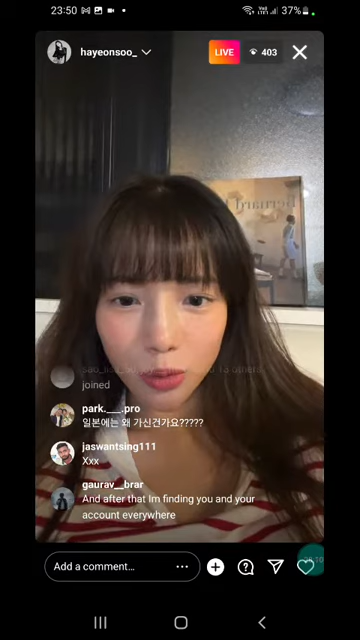 23:50
37%
hayeonsoo_
LIVE
403
joined
park.___.pro
일본에는 왜 가신건가요?????
jaswantsing111
Xxx
gaurav__brar
And after that Im finding you and your
account everywhere
Add a comment…